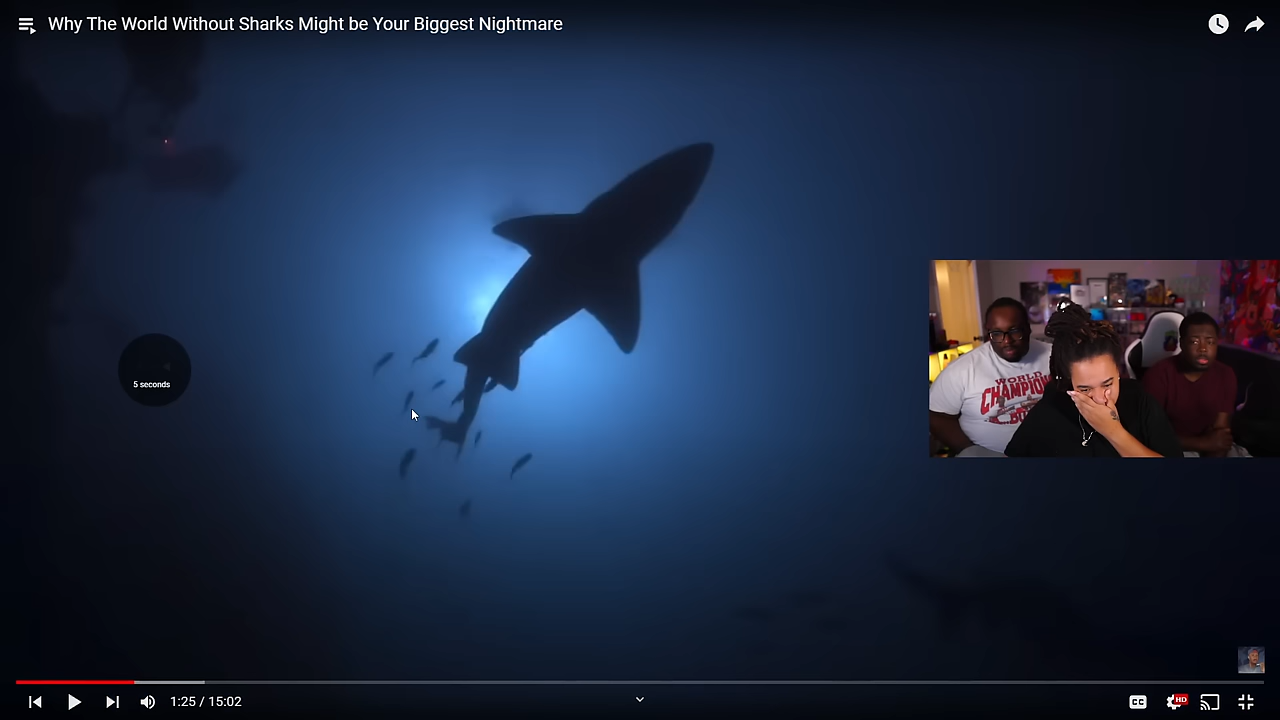 Why The World Without Sharks Might be Your Biggest Nightmare
5 seconds
WORLD
CHAMPION
1:25 / 15:02
CC
HD